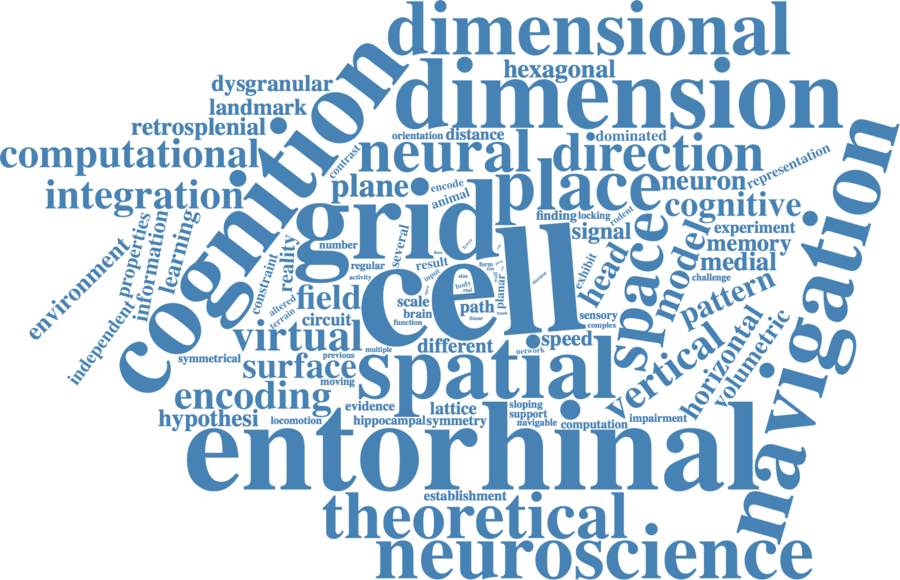 dimensional
dimension
hexagonal
cognition
dysgranular
landmark
retrosplenial
computational
integration
orientation
distance
dominated
contrast
neural
direction
navigation
plane
encode
animal
place
neuron
representation
grid
cognitive
finding
locking
rodent
signal
experiment
memory
medial
challenge
environment
independent
properties
information
learning
number
several
regular
activity
result
input
reality
constraint
altered
terrain
cell
form
size
body
real
path
linear
planar
track
exhibit
head
space
model
pattern
field
circuit
scale
brain
function
sensory
complex
virtual
multiple
different
speed
network
symmetrical
previous
surface
moving
spatial
vertical
horizontal
volumetric
encoding
hypothesi
locomotion
evidence
lattice
hippocampal
symmetry
sloping
support
navigable
computation
impairment
entorhinal
establishment
theoretical
neuroscience